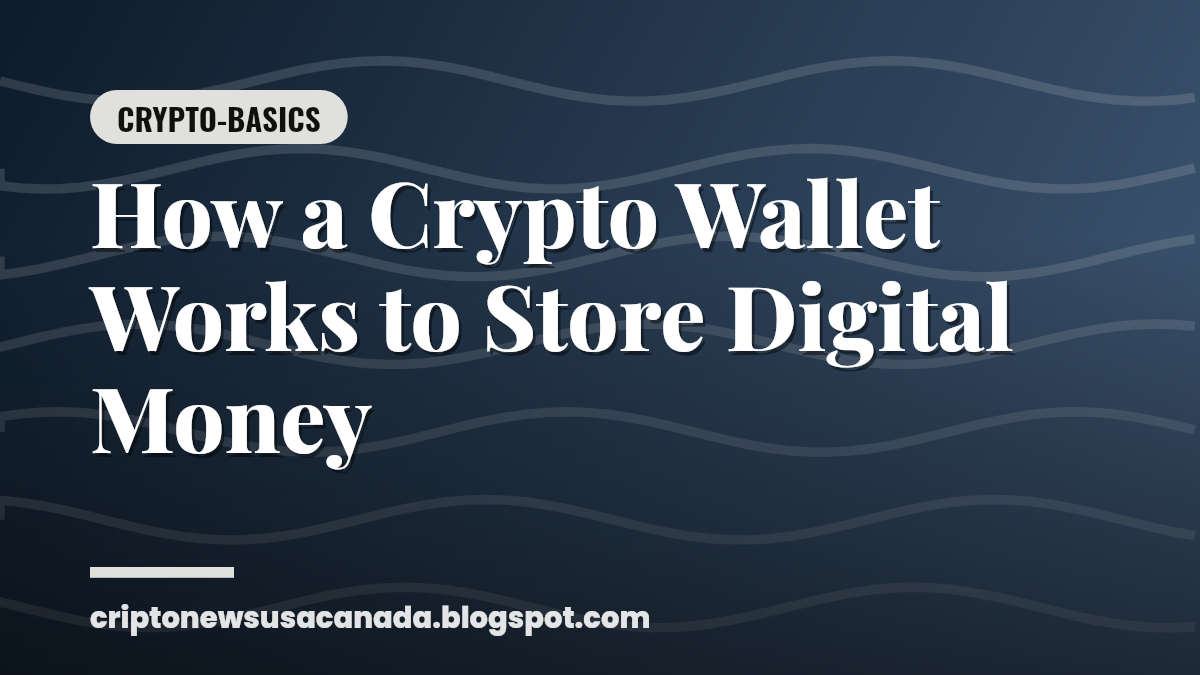 CRYPTO-BASICS
How a Crypto Wallet
Works to Store Digital
Money
criptonewsusacanada.blogspot.com